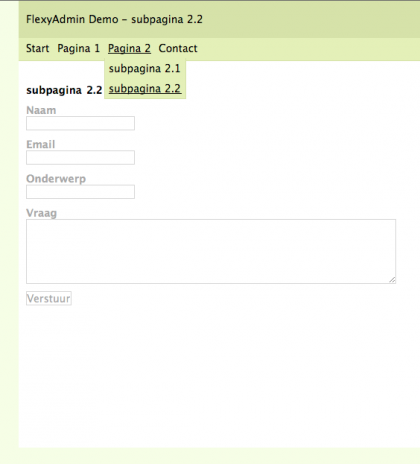 FlexyAdmin Demo - subpagina 2.2
Start Pagina 1 Pagina 2 Contact
subpagina 2.1
subpagina 2.2
subpagina 2.2
Naam
Email
Onderwerp
Vraag
Verstuur